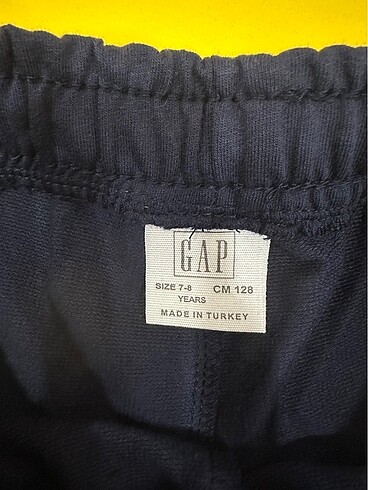 GAP
SIZE 7-8 CM 128
YEARS
MADE IN TURKEY